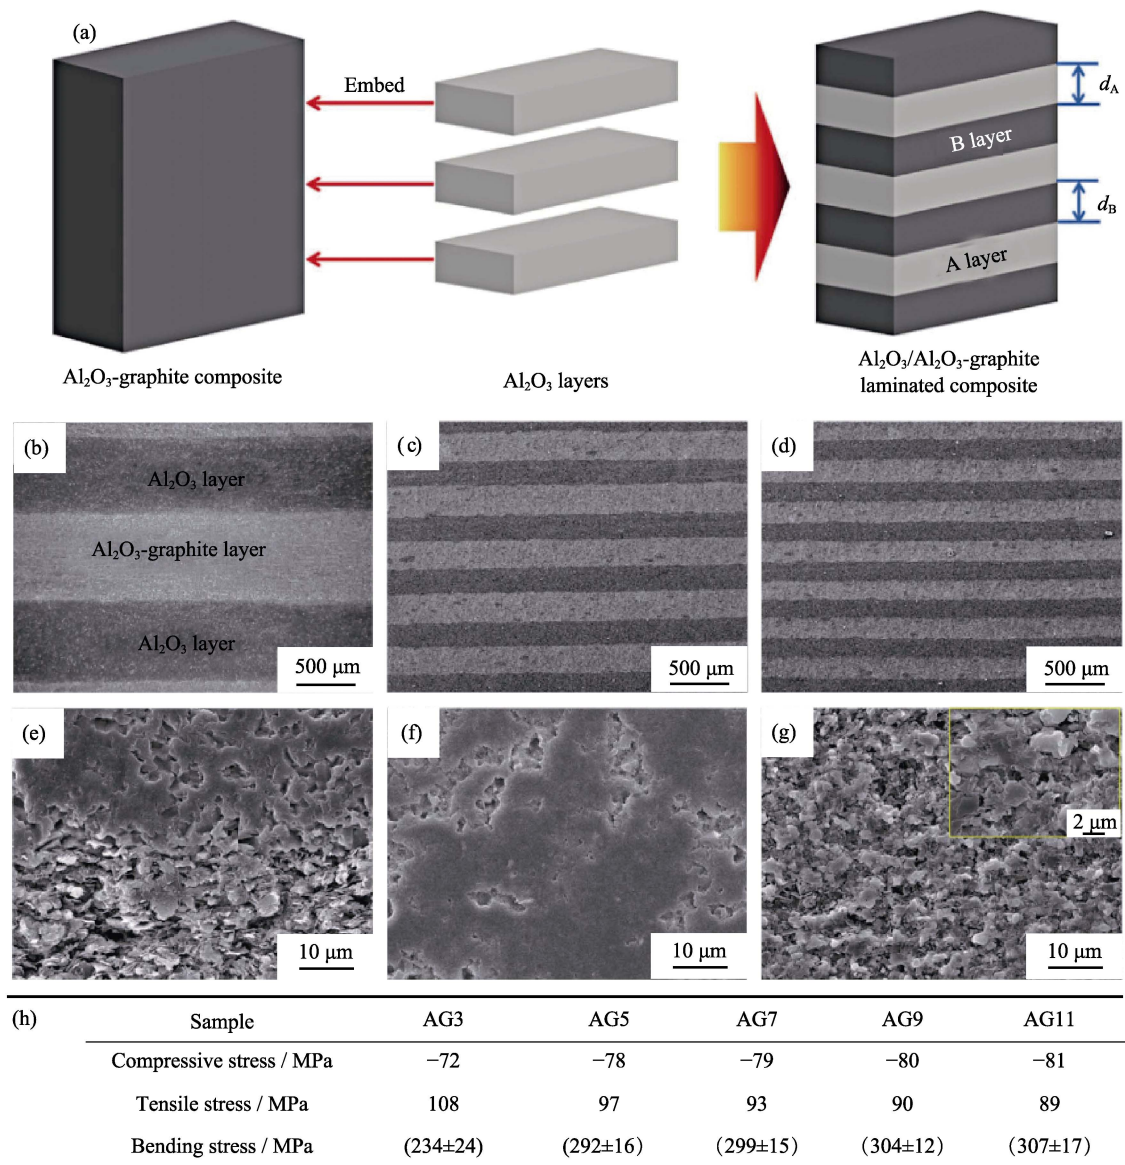 (a)
Embed
d_A
B layer
d_B
A layer
Al₂O₃-graphite composite
Al₂O₃ layers
Al₂O₃/Al₂O₃-graphite
laminated composite
(b)
Al₂O₃ layer
Al₂O₃-graphite layer
Al₂O₃ layer
500 μm
(c)
500 μm
(d)
500 μm
(e)
10 μm
(f)
10 μm
(g)
2 μm
10 μm
(h)
Sample AG3 AG5 AG7 AG9 AG11
Compressive stress / MPa −72 −78 −79 −80 −81
Tensile stress / MPa 108 97 93 90 89
Bending stress / MPa (234±24) (292±16) (299±15) (304±12) (307±17)